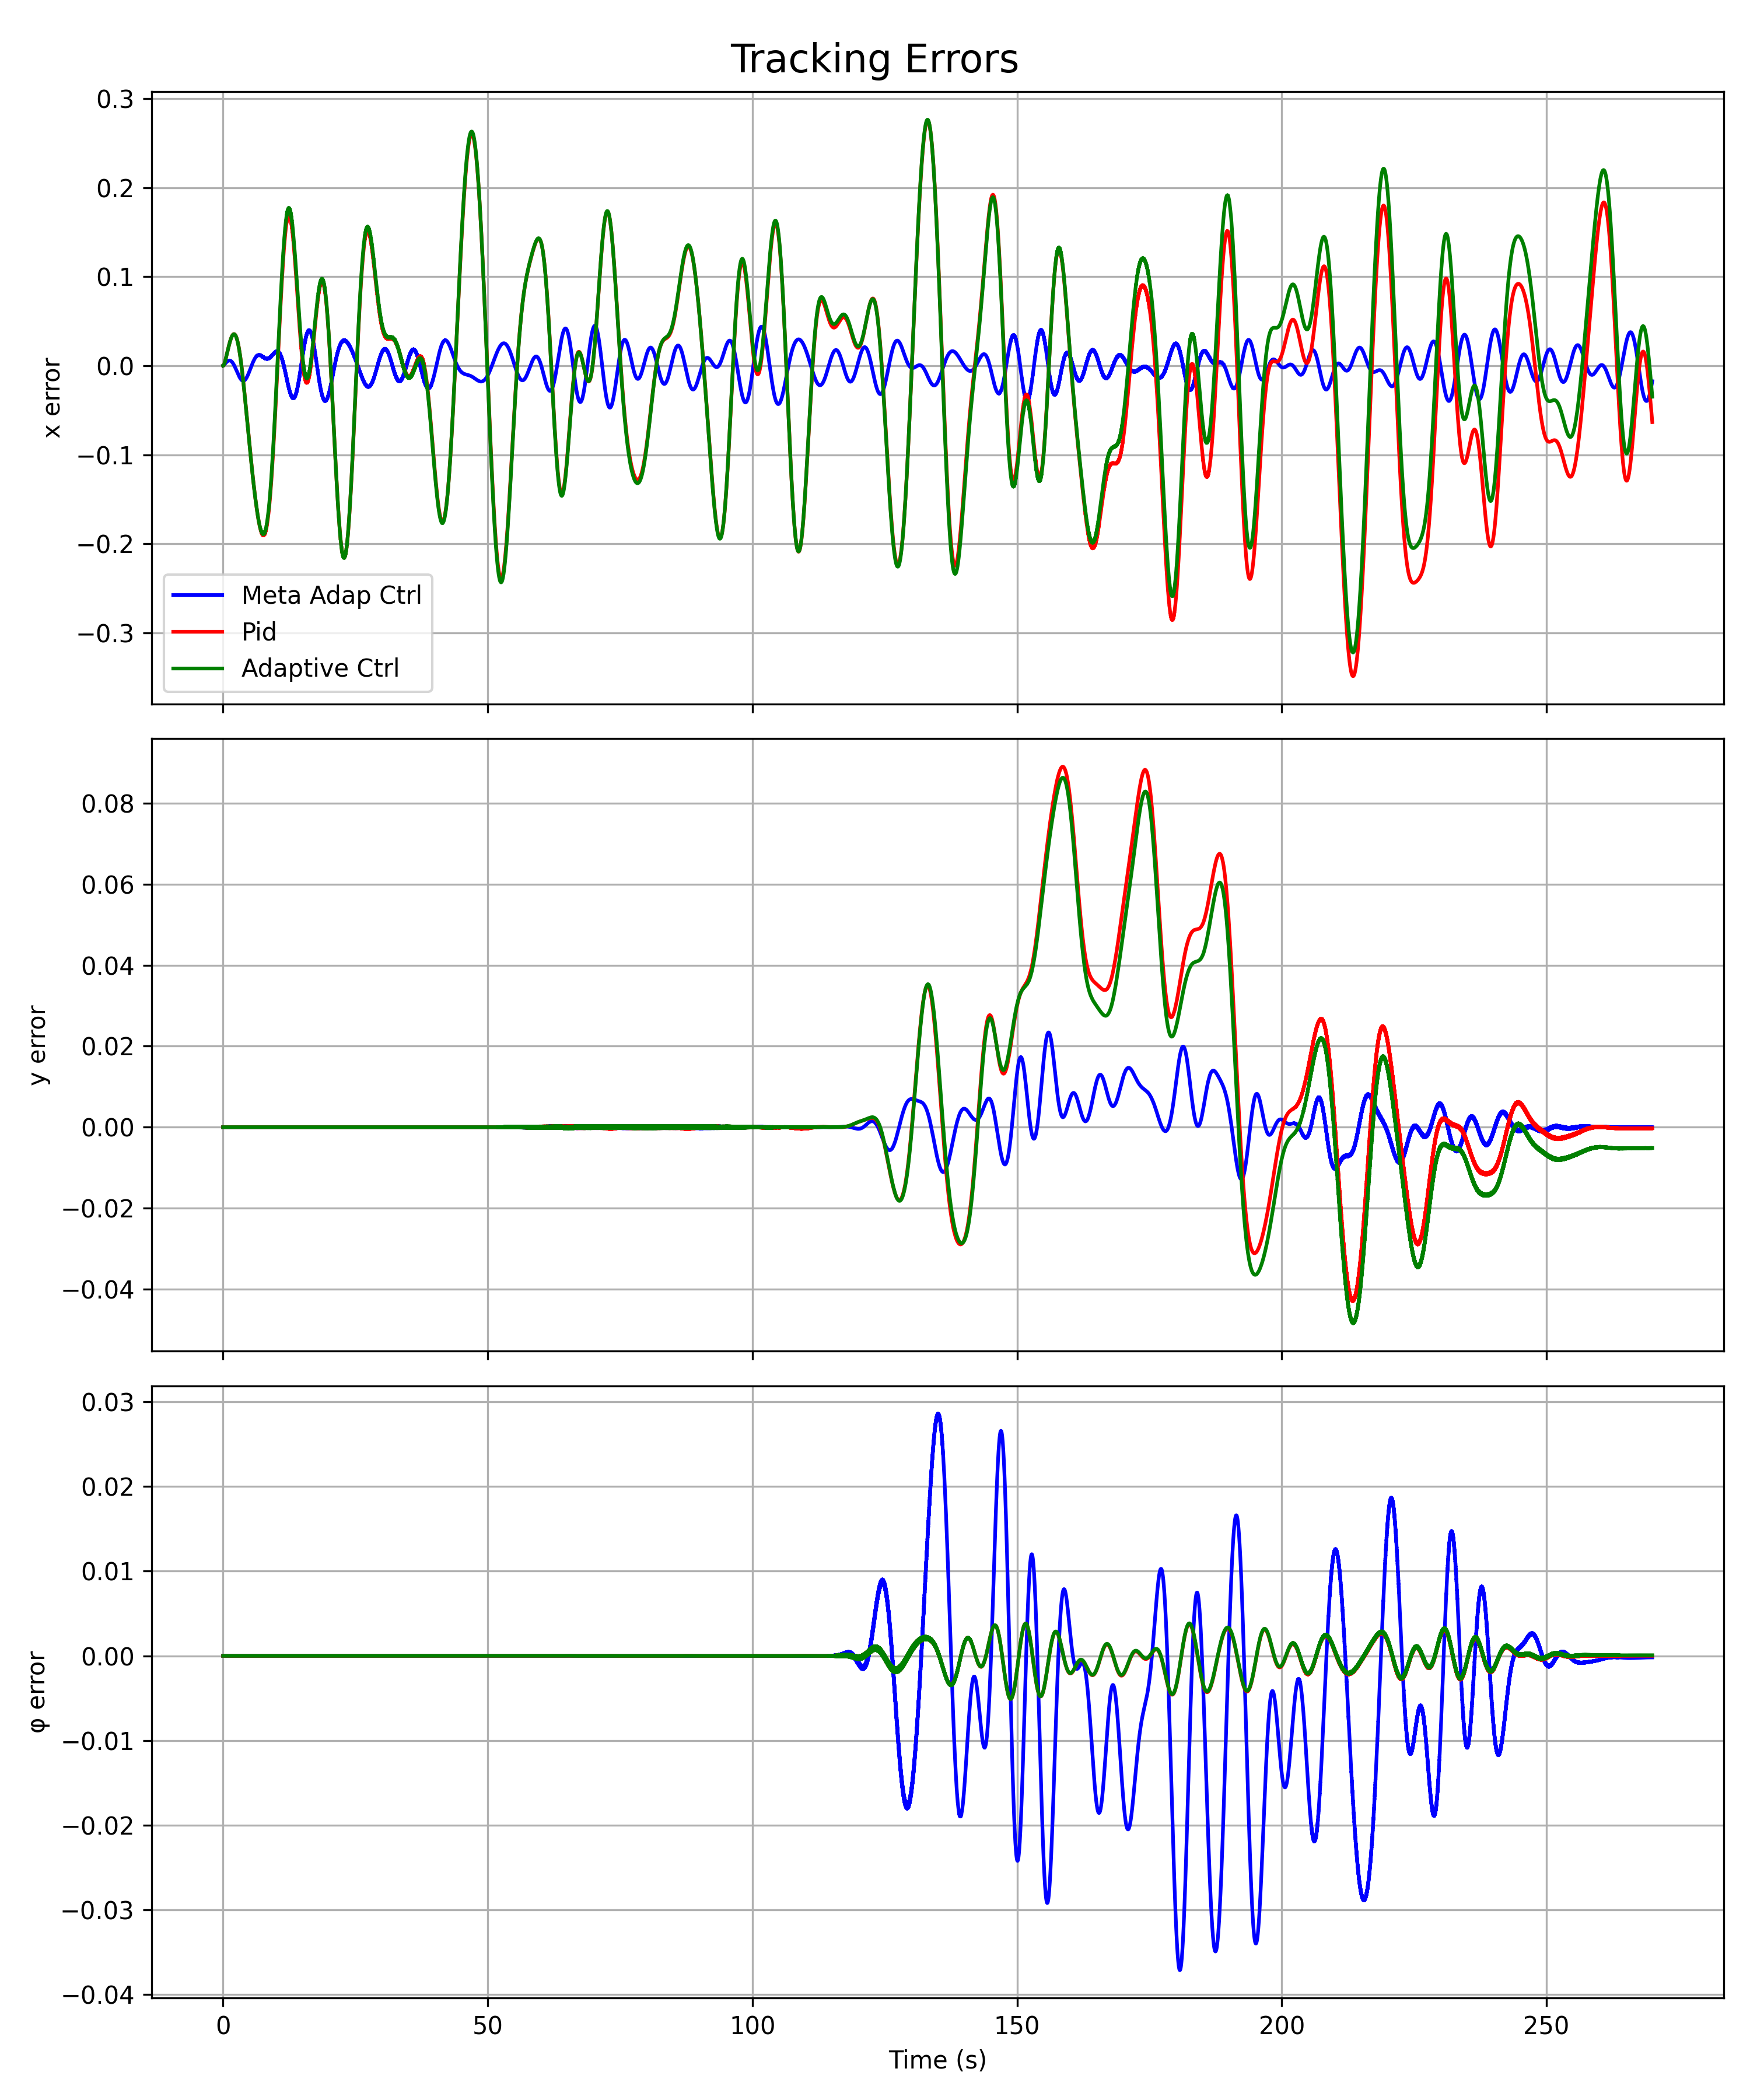 Tracking Errors
0.3
0.2
0.1
0.0
−0.1
−0.2
−0.3
x error
Meta Adap Ctrl
Pid
Adaptive Ctrl
0.08
0.06
0.04
0.02
0.00
−0.02
−0.04
y error
0.03
0.02
0.01
0.00
−0.01
−0.02
−0.03
−0.04
φ error
0 50 100 150 200 250
Time (s)